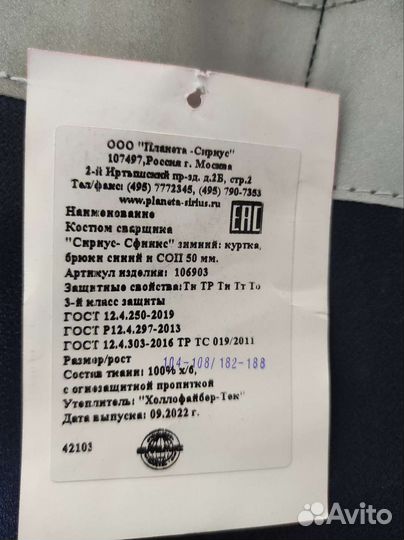 ООО "Планета -Сириус"
107497,Россия г. Москва
2-й Иртышский пр-зд. д.2Б, стр.2
Тел/факс: (495) 7772345, (495) 790-7353
www.planeta-sirius.ru
Наименование
EAC
Костюм сварщика
"Сириус- Сфинкс" зимний: куртка,
брюки синий и СОП 50 мм.
Артикул изделия: 106903
Защитные свойства:Тн ТР Ти Тт То
3-й класс защиты
ГОСТ 12.4.250-2019
ГОСТ Р12.4.297-2013
ГОСТ 12.4.303-2016 ТР ТС 019/2011
Размер/рост 104-108/182-188
Состав ткани: 100% х/б,
с огнезащитной пропиткой
Утеплитель: "Холлофайбер-Тек"
Дата выпуска: 09.2022 г.
42103
Avito